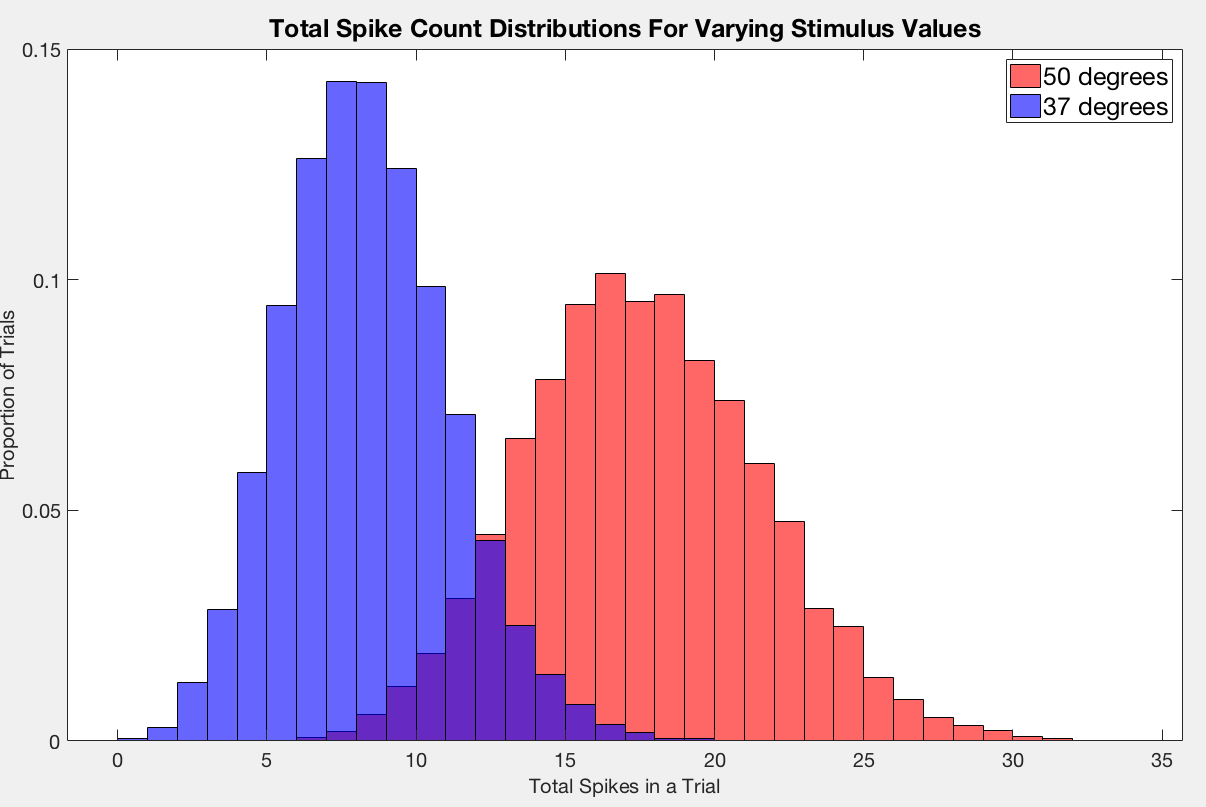 Total Spike Count Distributions For Varying Stimulus Values
50 degrees
37 degrees
Proportion of Trials
0.15
0.1
0.05
0
0 5 10 15 20 25 30 35
Total Spikes in a Trial